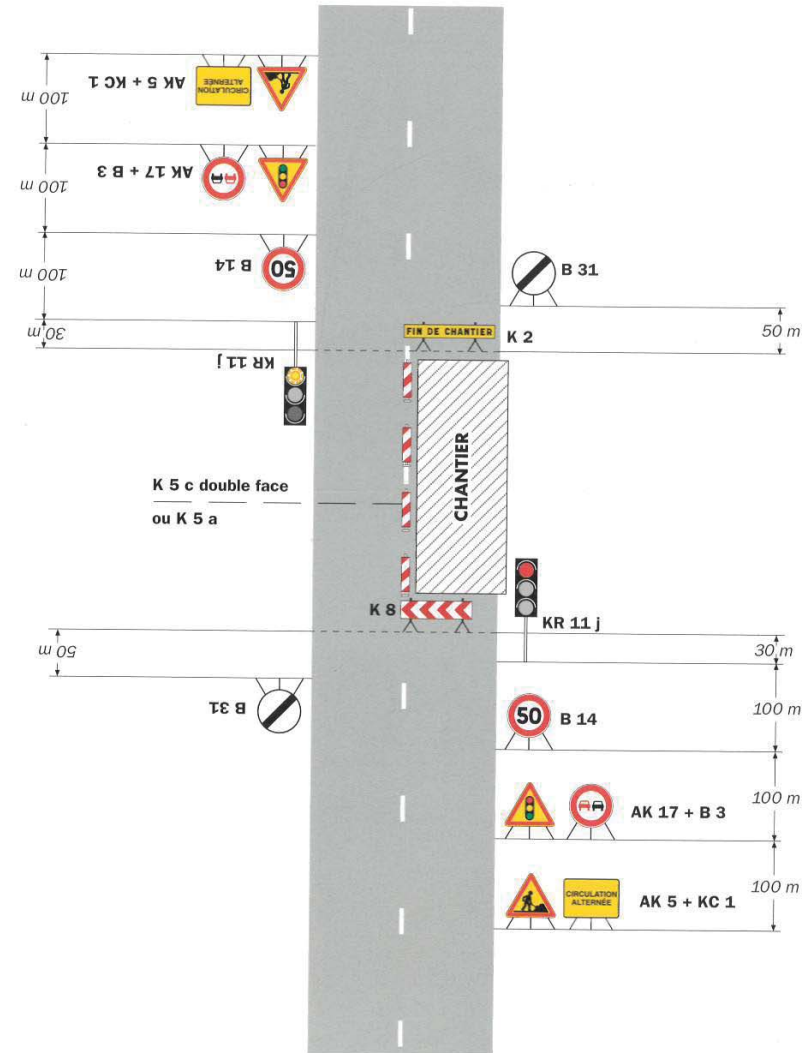 AK 5 + KC 1
CIRCULATION
ALTERNÉE
100 m
AK 17 + B 3
100 m
B 14
50
100 m
30 m
KR 11 j
B 31
FIN DE CHANTIER
K 2
50 m
K 5 c double face
ou K 5 a
CHANTIER
K 8
KR 11 j
50 m
30 m
B 31
50
B 14
100 m
AK 17 + B 3
100 m
CIRCULATION
ALTERNÉE
AK 5 + KC 1
100 m